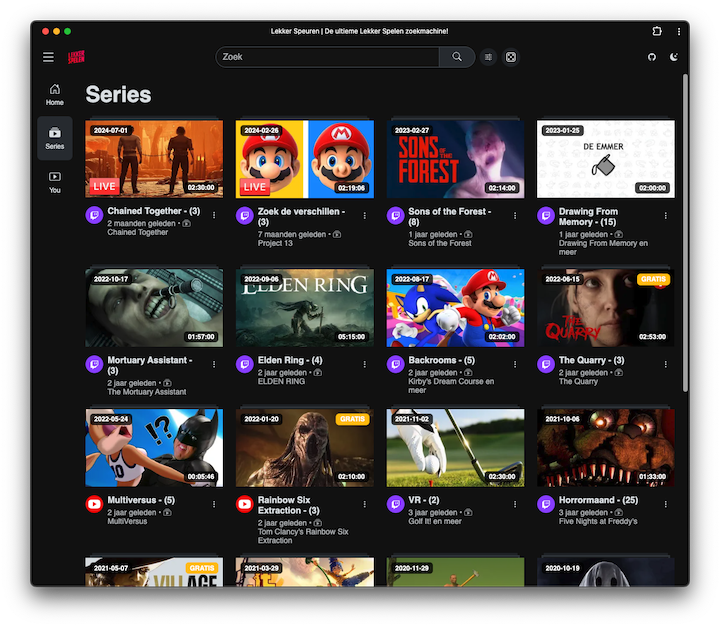 Lekker Speuren | De ultieme Lekker Spelen zoekmachine!
LEKKER
SPELEN
Zoek
Home
Series
You
Series
2024-07-01
LIVE
02:30:00
Chained Together - (3)
2 maanden geleden •
Chained Together
2024-02-26
LIVE
02:19:06
Zoek de verschillen -
(3)
7 maanden geleden •
Project 13
2023-02-27
SONS
OF THE
FOREST
02:14:00
Sons of the Forest -
(8)
1 jaar geleden •
Sons of the Forest
2023-01-25
DE EMMER
02:00:00
Drawing From
Memory - (15)
1 jaar geleden •
Drawing From Memory en
meer
2022-10-17
01:57:00
Mortuary Assistant -
(3)
2 jaar geleden •
The Mortuary Assistant
2022-09-06
ELDEN RING
05:15:00
Elden Ring - (4)
2 jaar geleden •
ELDEN RING
2022-08-17
02:02:00
Backrooms - (5)
2 jaar geleden •
Kirby's Dream Course en
meer
2022-06-15
GRATIS
THE
QUARRY
02:53:00
The Quarry - (3)
2 jaar geleden •
The Quarry
2022-05-24
!?
10
00:05:46
Multiversus - (5)
2 jaar geleden •
MultiVersus
2022-01-20
GRATIS
02:10:00
Rainbow Six
Extraction - (3)
2 jaar geleden •
Tom Clancy's Rainbow Six
Extraction
2021-11-02
02:30:00
VR - (2)
3 jaar geleden •
Golf It! en meer
2021-10-06
01:33:00
Horrormaand - (25)
3 jaar geleden •
Five Nights at Freddy's
2021-05-07
GRATIS
VILLAGE
2021-03-29
2020-11-29
2020-10-19